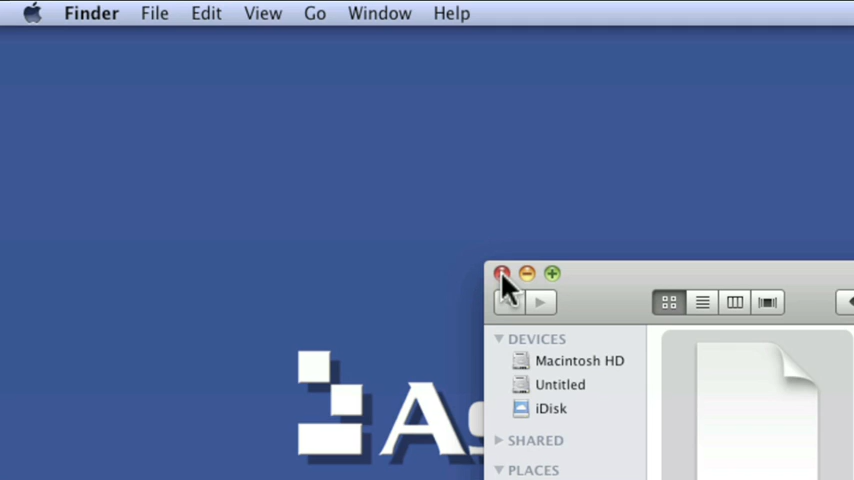 Finder File Edit View Go Window Help
DEVICES
Macintosh HD
Untitled
iDisk
SHARED
PLACES